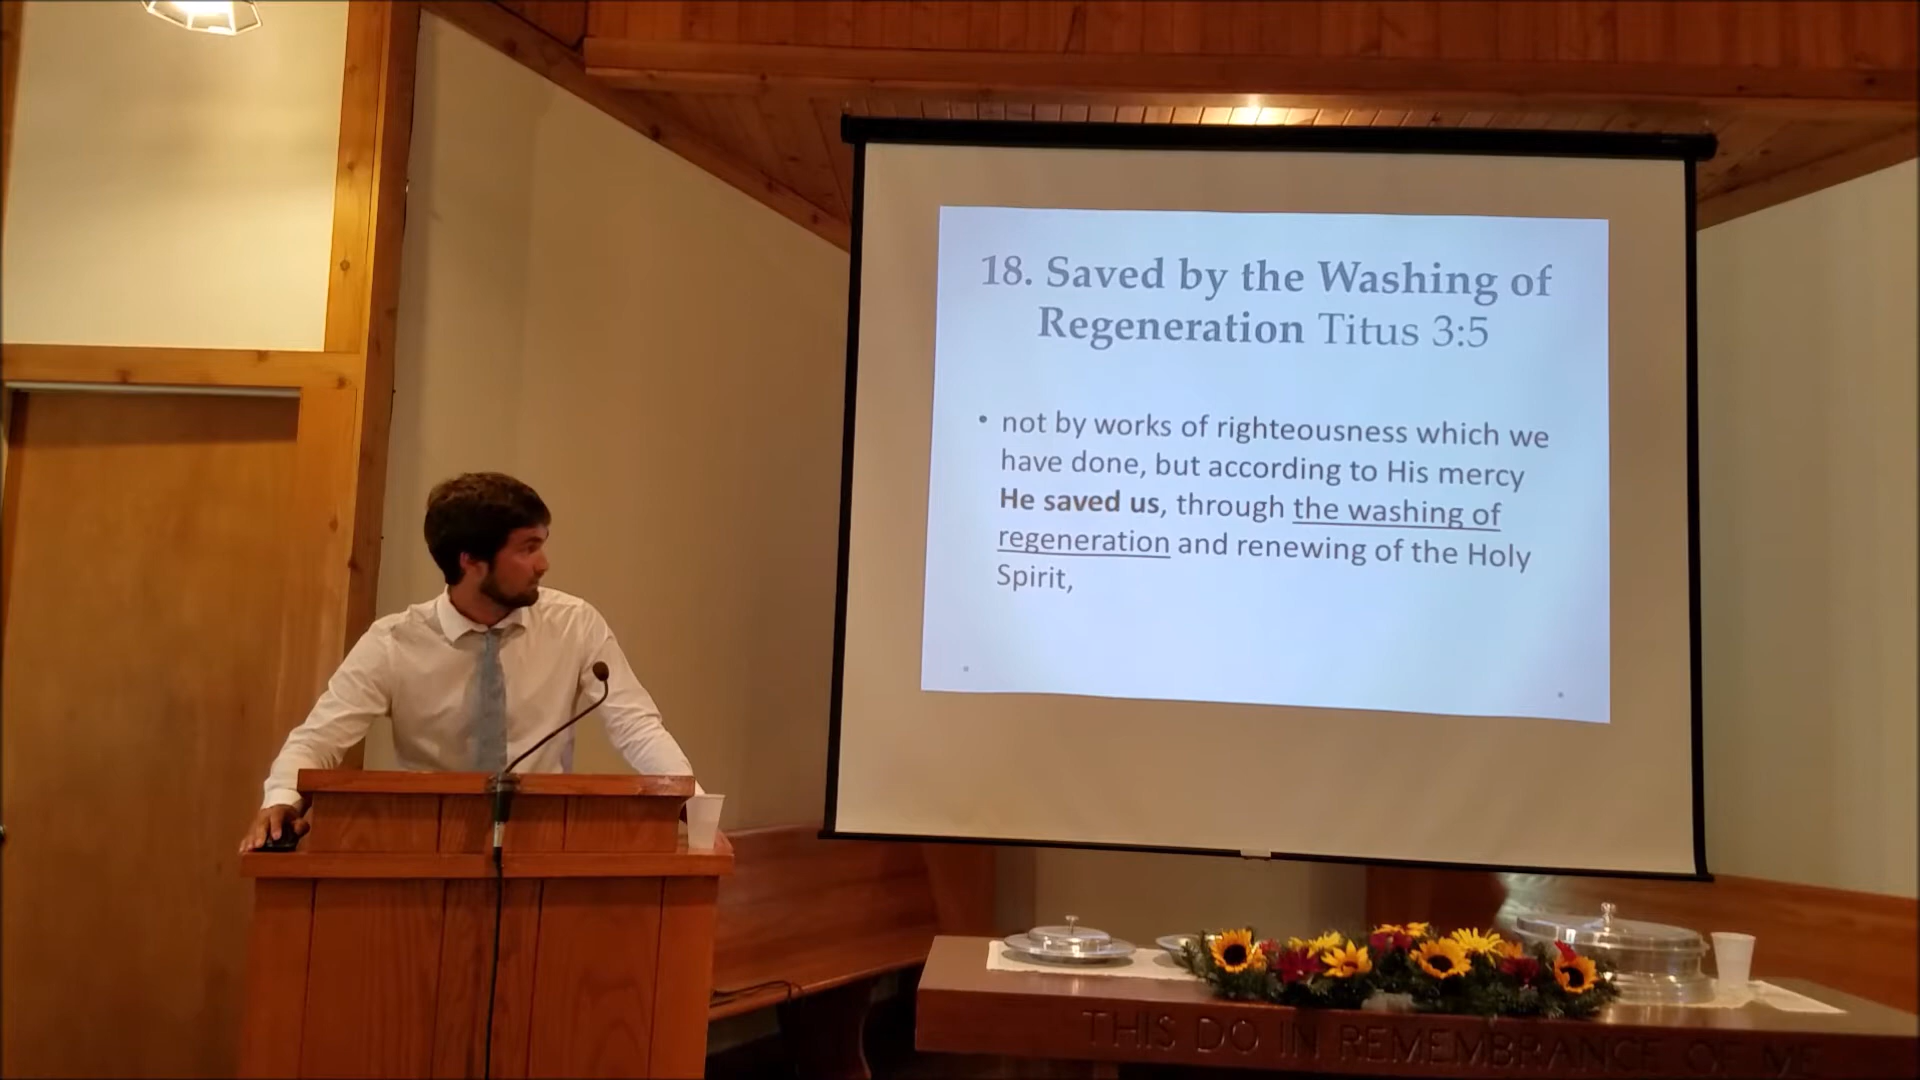 18. Saved by the Washing of
Regeneration Titus 3:5
• not by works of righteousness which we
have done, but according to His mercy
He saved us, through the washing of
regeneration and renewing of the Holy
Spirit,
THIS DO IN REMEMBRANCE OF ME